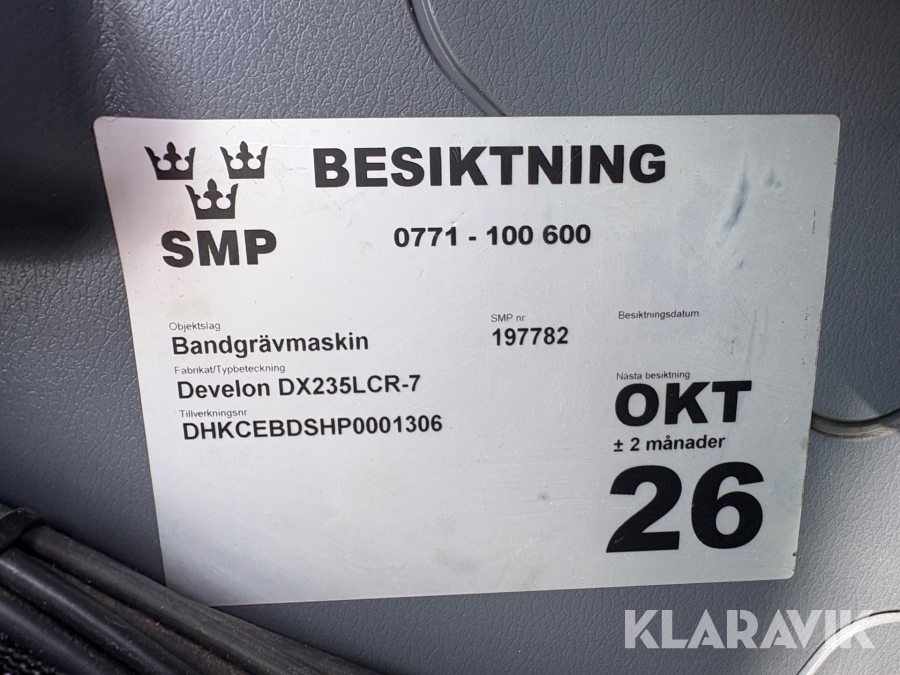 BESIKTNING
SMP
0771 - 100 600
Objektslag
Bandgrävmaskin
SMP nr
197782
Besiktningsdatum
Fabrikat/Typbeteckning
Develon DX235LCR-7
Tillverkningsnr
DHKCEBDSHP0001306
Nästa besiktning
OKT
± 2 månader
26
KLARAVIK